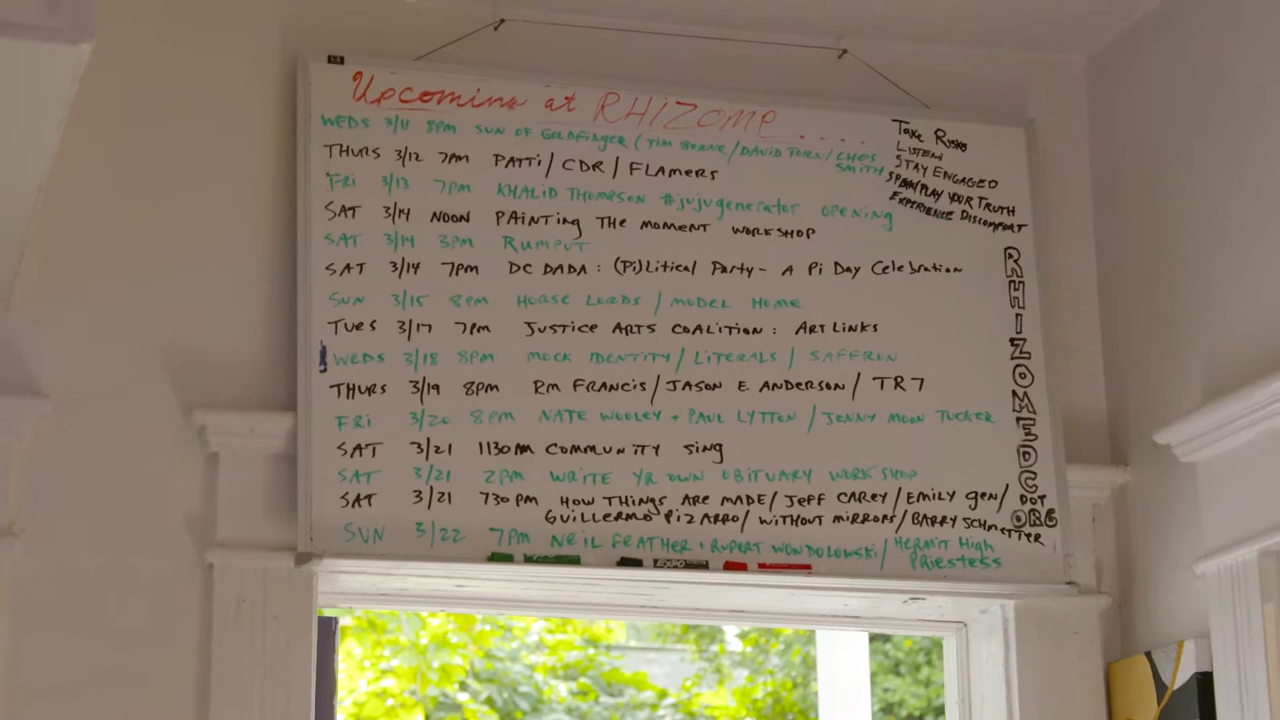 Upcoming at RHIZOME....
WEDS 3/11 8pm SUN OF GOLDFINGER (TIM BERNE/DAVID TORN/CHES SMITH
THURS 3/12 7pm PATTI/CDR/FLAMERS
FRI 3/13 7pm KHALID THOMPSON #jujugenerator OPENING
SAT 3/14 NOON PAINTING THE MOMENT WORKSHOP
SAT 3/14 3pm RUMPUT
SAT 3/14 7pm DC DADA: (Pi)Litical Party- A Pi Day Celebration
SUN 3/15 8pm HORSE LORDS / MODEL HOME
TUES 3/17 7pm JUSTICE ARTS COALITION: ART LINKS
WEDS 3/18 8pm MOCK IDENTITY/LITERALS/SAFFRON
THURS 3/19 8pm RM FRANCIS/JASON E ANDERSON/TR7
FRI 3/20 8pm NATE WOOLEY + PAUL LYTTON/JENNY MOON TUCKER
SAT 3/21 1130AM COMMUNITY SING
SAT 3/21 2pm WRITE YR OWN OBITUARY WORKSHOP
SAT 3/21 730pm HOW THINGS ARE MADE/JEFF CAREY/EMILY gEN/
GUILLERMO PIZARRO/WITHOUT MIRRORS/BARRY SCHMETTER
SUN 3/22 7pm NEIL FEATHER + RUPERT WONDOLOWSKI/HERMIT High
PRIESTESS
Take Risks
LISTEN
STAY ENGAGED
SPEAK/PLAY YOUR TRUTH
EXPERIENCE DISCOMFORT
RHIZOMEDC
DOT
ORG
EXPO